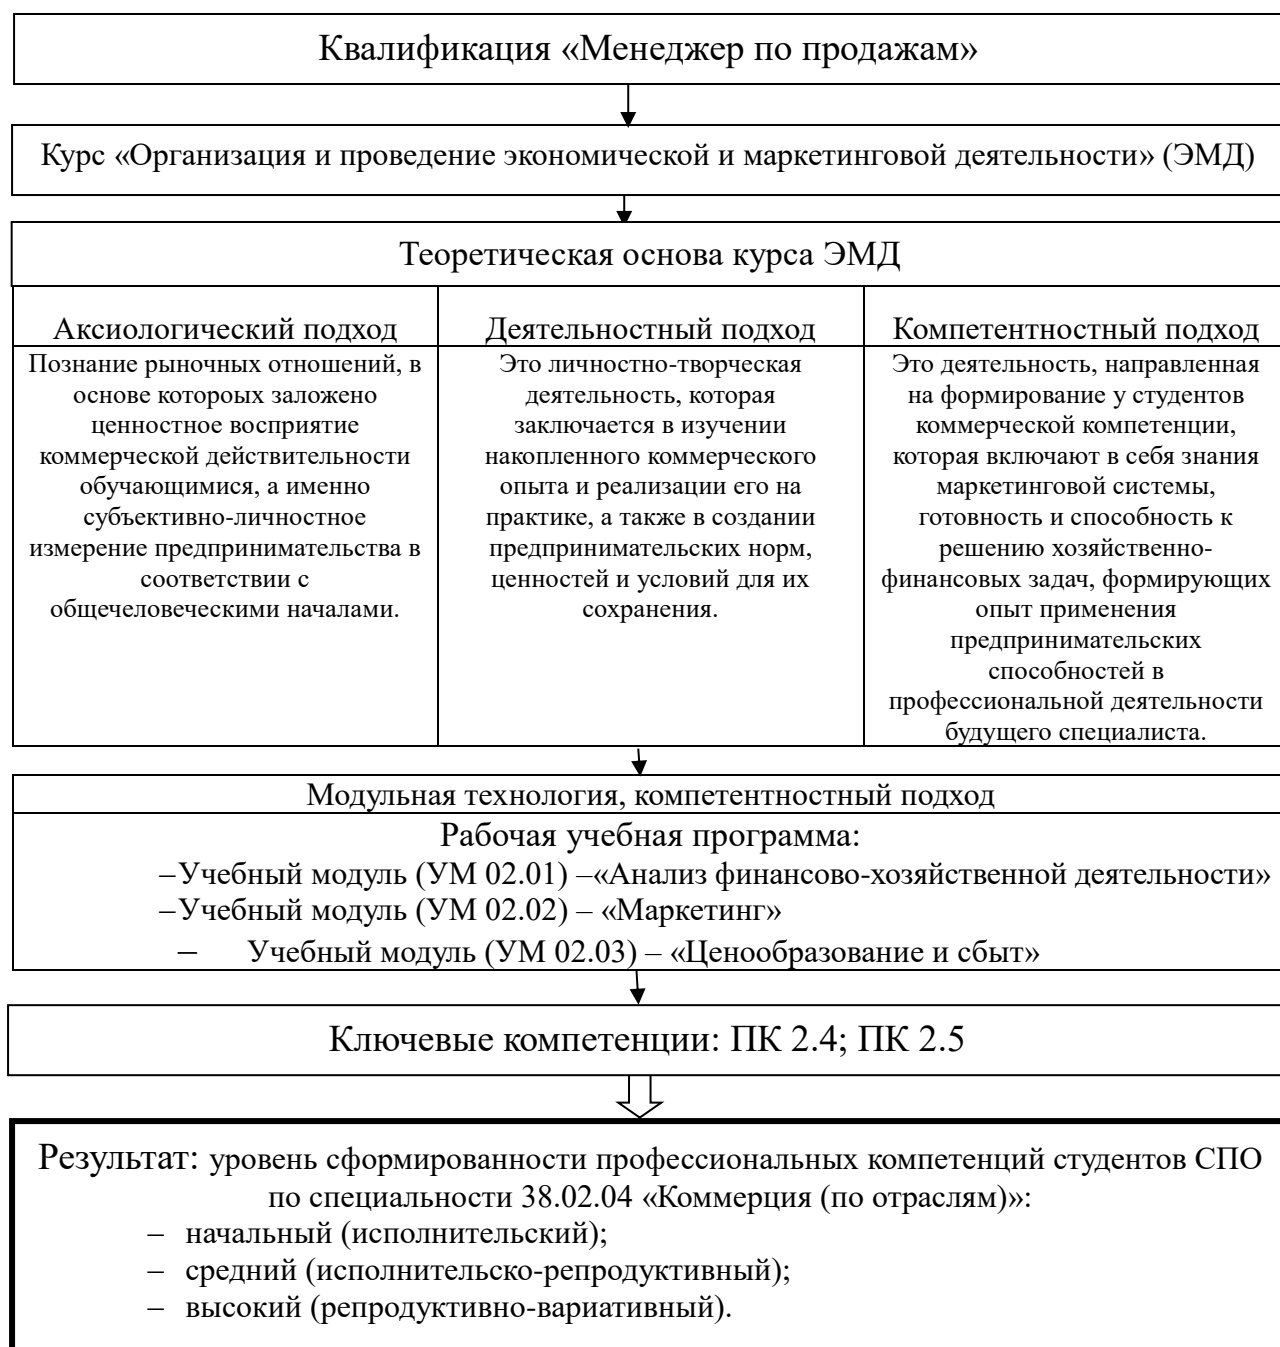 Квалификация «Менеджер по продажам»
Курс «Организация и проведение экономической и маркетинговой деятельности» (ЭМД)
Теоретическая основа курса ЭМД
Аксиологический подход
Познание рыночных отношений, в
основе котороых заложено
ценностное восприятие
коммерческой действительности
обучающимися, а именно
субъективно-личностное
измерение предпринимательства в
соответствии с
общечеловеческими началами.
Деятельностный подход
Это личностно-творческая
деятельность, которая
заключается в изучении
накопленного коммерческого
опыта и реализации его на
практике, а также в создании
предпринимательских норм,
ценностей и условий для их
сохранения.
Компетентностный подход
Это деятельность, направленная
на формирование у студентов
коммерческой компетенции,
которая включают в себя знания
маркетинговой системы,
готовность и способность к
решению хозяйственно-
финансовых задач, формирующих
опыт применения
предпринимательских
способностей в
профессиональной деятельности
будущего специалиста.
Модульная технология, компетентностный подход
Рабочая учебная программа:
–Учебный модуль (УМ 02.01) –«Анализ финансово-хозяйственной деятельности»
–Учебный модуль (УМ 02.02) – «Маркетинг»
– Учебный модуль (УМ 02.03) – «Ценообразование и сбыт»
Ключевые компетенции: ПК 2.4; ПК 2.5
Результат: уровень сформированности профессиональных компетенций студентов СПО
по специальности 38.02.04 «Коммерция (по отраслям)»:
– начальный (исполнительский);
– средний (исполнительско-репродуктивный);
– высокий (репродуктивно-вариативный).